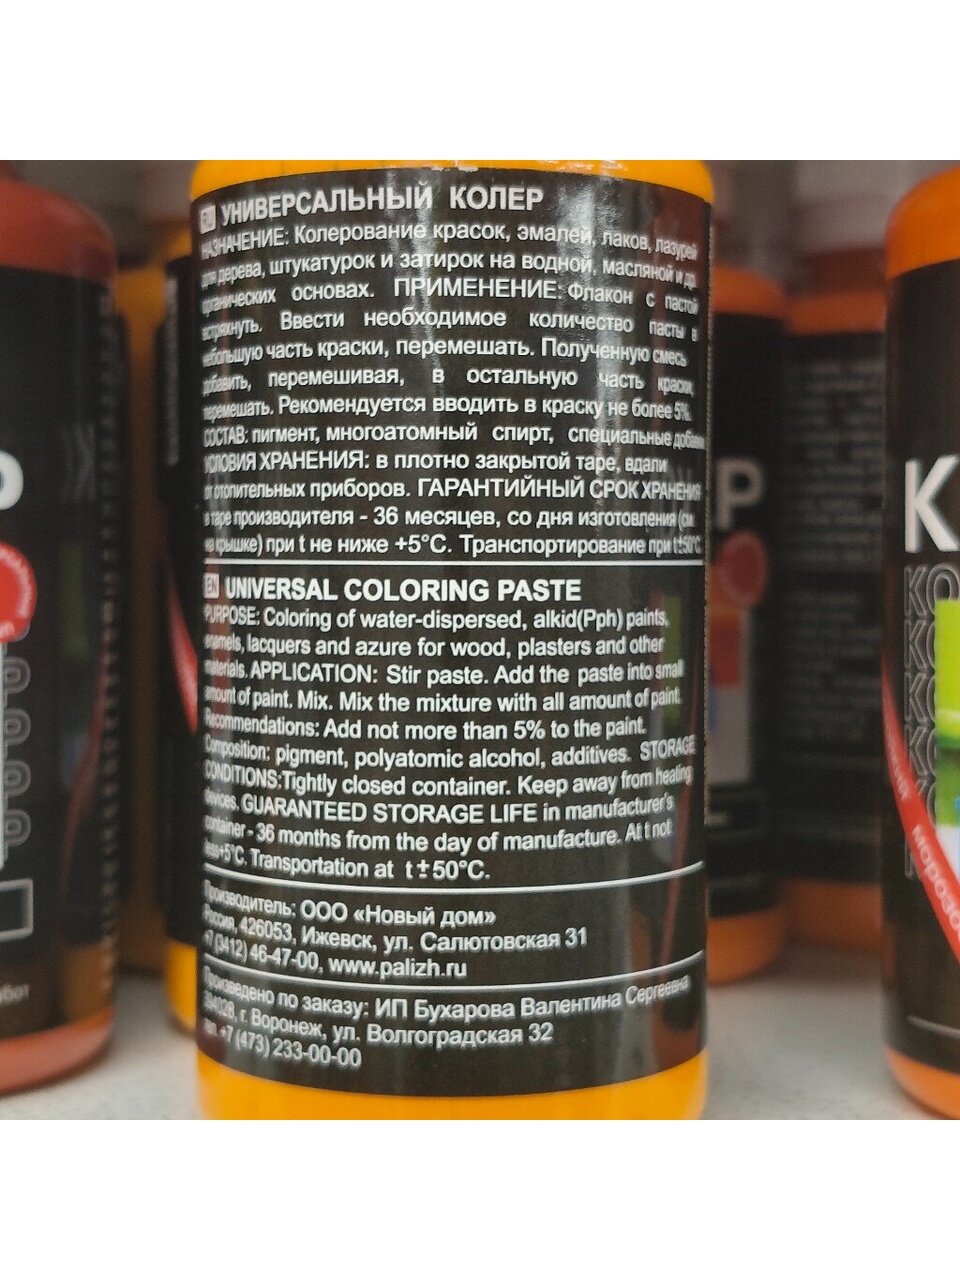 RU УНИВЕРСАЛЬНЫЙ КОЛЕР
НАЗНАЧЕНИЕ: Колерование красок, эмалей, лаков, лазурей
для дерева, штукатурок и затирок на водной, масляной и др.
органических основах. ПРИМЕНЕНИЕ: Флакон с пастой
встряхнуть. Ввести необходимое количество пасты в
небольшую часть краски, перемешать. Полученную смесь
добавить, перемешивая, в остальную часть краски,
перемешать. Рекомендуется вводить в краску не более 5%.
СОСТАВ: пигмент, многоатомный спирт, специальные добавки
УСЛОВИЯ ХРАНЕНИЯ: в плотно закрытой таре, вдали
от отопительных приборов. ГАРАНТИЙНЫЙ СРОК ХРАНЕНИЯ
в таре производителя - 36 месяцев, со дня изготовления (см.
на крышке) при t не ниже +5°С. Транспортирование при t±50°С.
EN UNIVERSAL COLORING PASTE
PURPOSE: Coloring of water-dispersed, alkid(Pph) paints,
enamels, lacquers and azure for wood, plasters and other
materials. APPLICATION: Stir paste. Add the paste into small
amount of paint. Mix. Mix the mixture with all amount of paint.
Recommendations: Add not more than 5% to the paint.
Composition: pigment, polyatomic alcohol, additives. STORAGE
CONDITIONS:Tightly closed container. Keep away from heating
devices. GUARANTEED STORAGE LIFE in manufacturer's
container - 36 months from the day of manufacture. At t not
less+5°C. Transportation at t±50°C.
Производитель: ООО «Новый дом»
Россия, 426053, Ижевск, ул. Салютовская 31
+7 (3412) 46-47-00, www.palizh.ru
Произведено по заказу: ИП Бухарова Валентина Сергеевна
394028, г. Воронеж, ул. Волгоградская 32
тел. +7 (473) 233-00-00
Р
Р
К
КО
КО
КО
КО